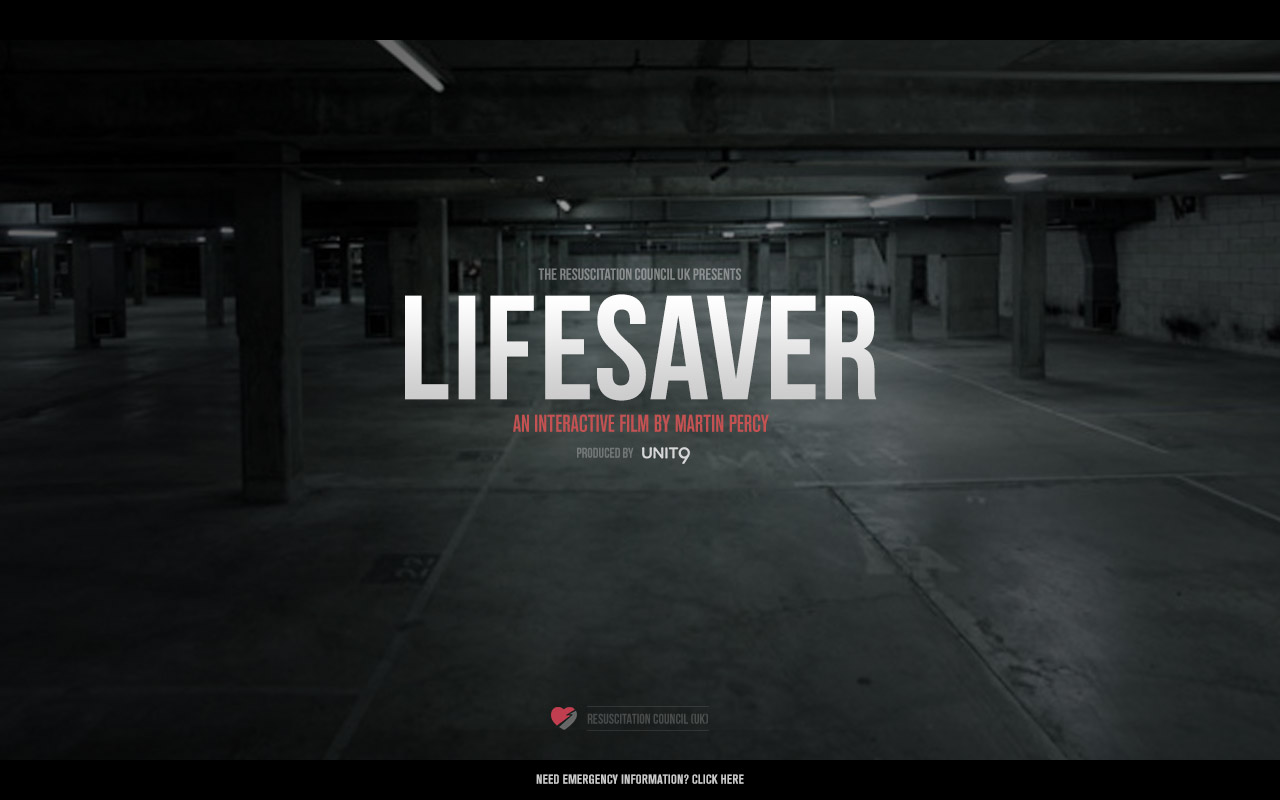 THE RESUSCITATION COUNCIL UK PRESENTS
LIFESAVER
AN INTERACTIVE FILM BY MARTIN PERCY
PRODUCED BY UNIT9
22
RESUSCITATION COUNCIL (UK)
NEED EMERGENCY INFORMATION? CLICK HERE